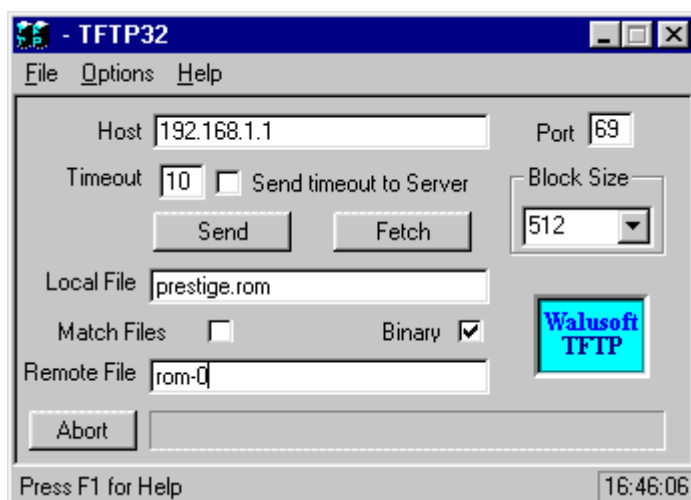 - TFTP32
File Options Help
Host 192.168.1.1 Port 69
Timeout 10 Send timeout to Server Block Size
Send Fetch 512
Local File prestige.rom
Match Files Binary
Walusoft
TFTP
Remote File rom-0
Abort
Press F1 for Help 16:46:06